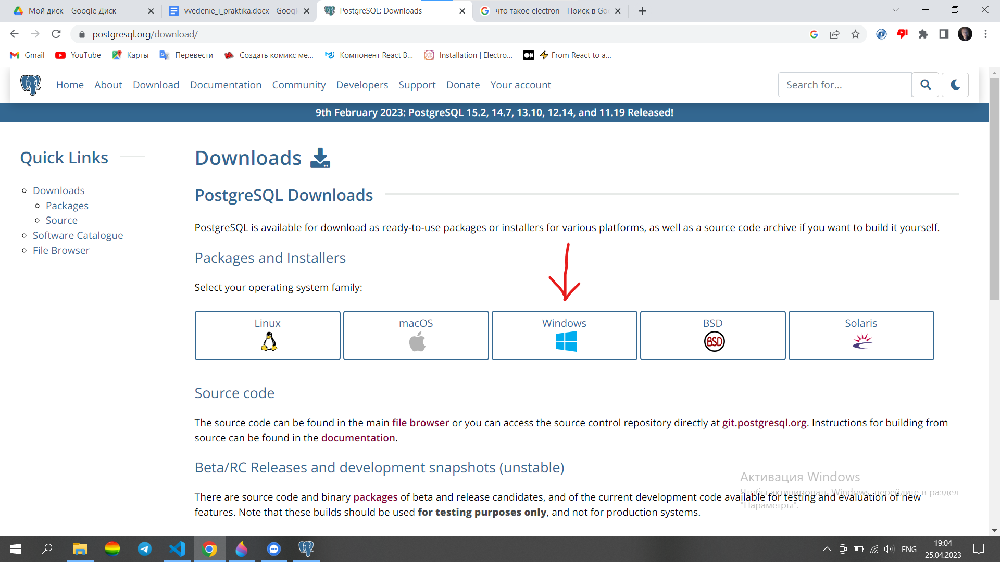 Мой диск – Google Диск
vvedenie_i_praktika.docx - Googl
PostgreSQL: Downloads
что такое electron - Поиск в Go
postgresql.org/download/
Gmail
YouTube
Карты
Перевести
Создать комикс ме...
Компонент React B...
Installation | Electro...
From React to a...
Home
About
Download
Documentation
Community
Developers
Support
Donate
Your account
Search for...
9th February 2023: PostgreSQL 15.2, 14.7, 13.10, 12.14, and 11.19 Released!
Quick Links
Downloads
Packages
Source
Software Catalogue
File Browser
Downloads
PostgreSQL Downloads
PostgreSQL is available for download as ready-to-use packages or installers for various platforms, as well as a source code archive if you want to build it yourself.
Packages and Installers
Select your operating system family:
Linux
macOS
Windows
BSD
BSD
Solaris
Source code
The source code can be found in the main file browser or you can access the source control repository directly at git.postgresql.org. Instructions for building from
source can be found in the documentation.
Beta/RC Releases and development snapshots (unstable)
There are source code and binary packages of beta and release candidates, and of the current development code available for testing and evaluation of new
features. Note that these builds should be used for testing purposes only, and not for production systems.
Активация Windows
Чтобы активировать Windows, перейдите в раздел
"Параметры".
ENG
19:04
25.04.2023